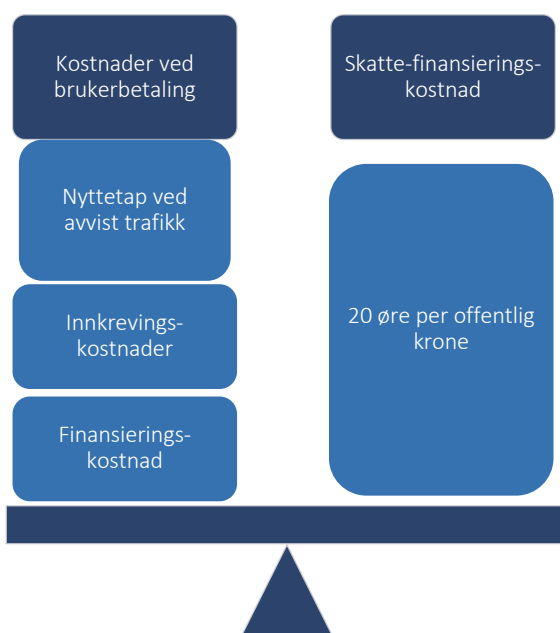 Kostnader ved
brukerbetaling
Nyttetap ved
avvist trafikk
Innkrevings-
kostnader
Finansierings-
kostnad
Skatte-finansierings-
kostnad
20 øre per offentlig
krone